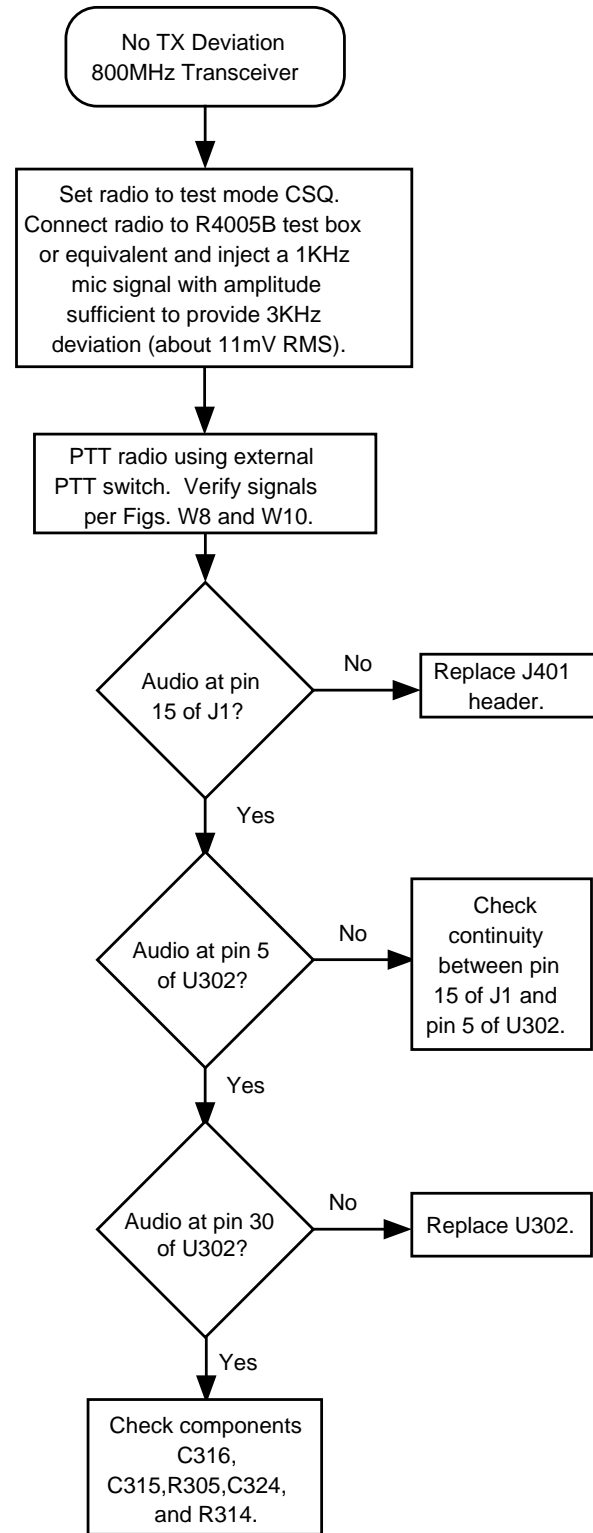 No TX Deviation
800MHz Transceiver
Set radio to test mode CSQ.
Connect radio to R4005B test box
or equivalent and inject a 1KHz
mic signal with amplitude
sufficient to provide 3KHz
deviation (about 11mV RMS).
PTT radio using external
PTT switch. Verify signals
per Figs. W8 and W10.
Audio at pin
15 of J1?
No
Replace J401
header.
Yes
Audio at pin 5
of U302?
No
Check
continuity
between pin
15 of J1 and
pin 5 of U302.
Yes
Audio at pin 30
of U302?
No
Replace U302.
Yes
Check components
C316,
C315,R305,C324,
and R314.